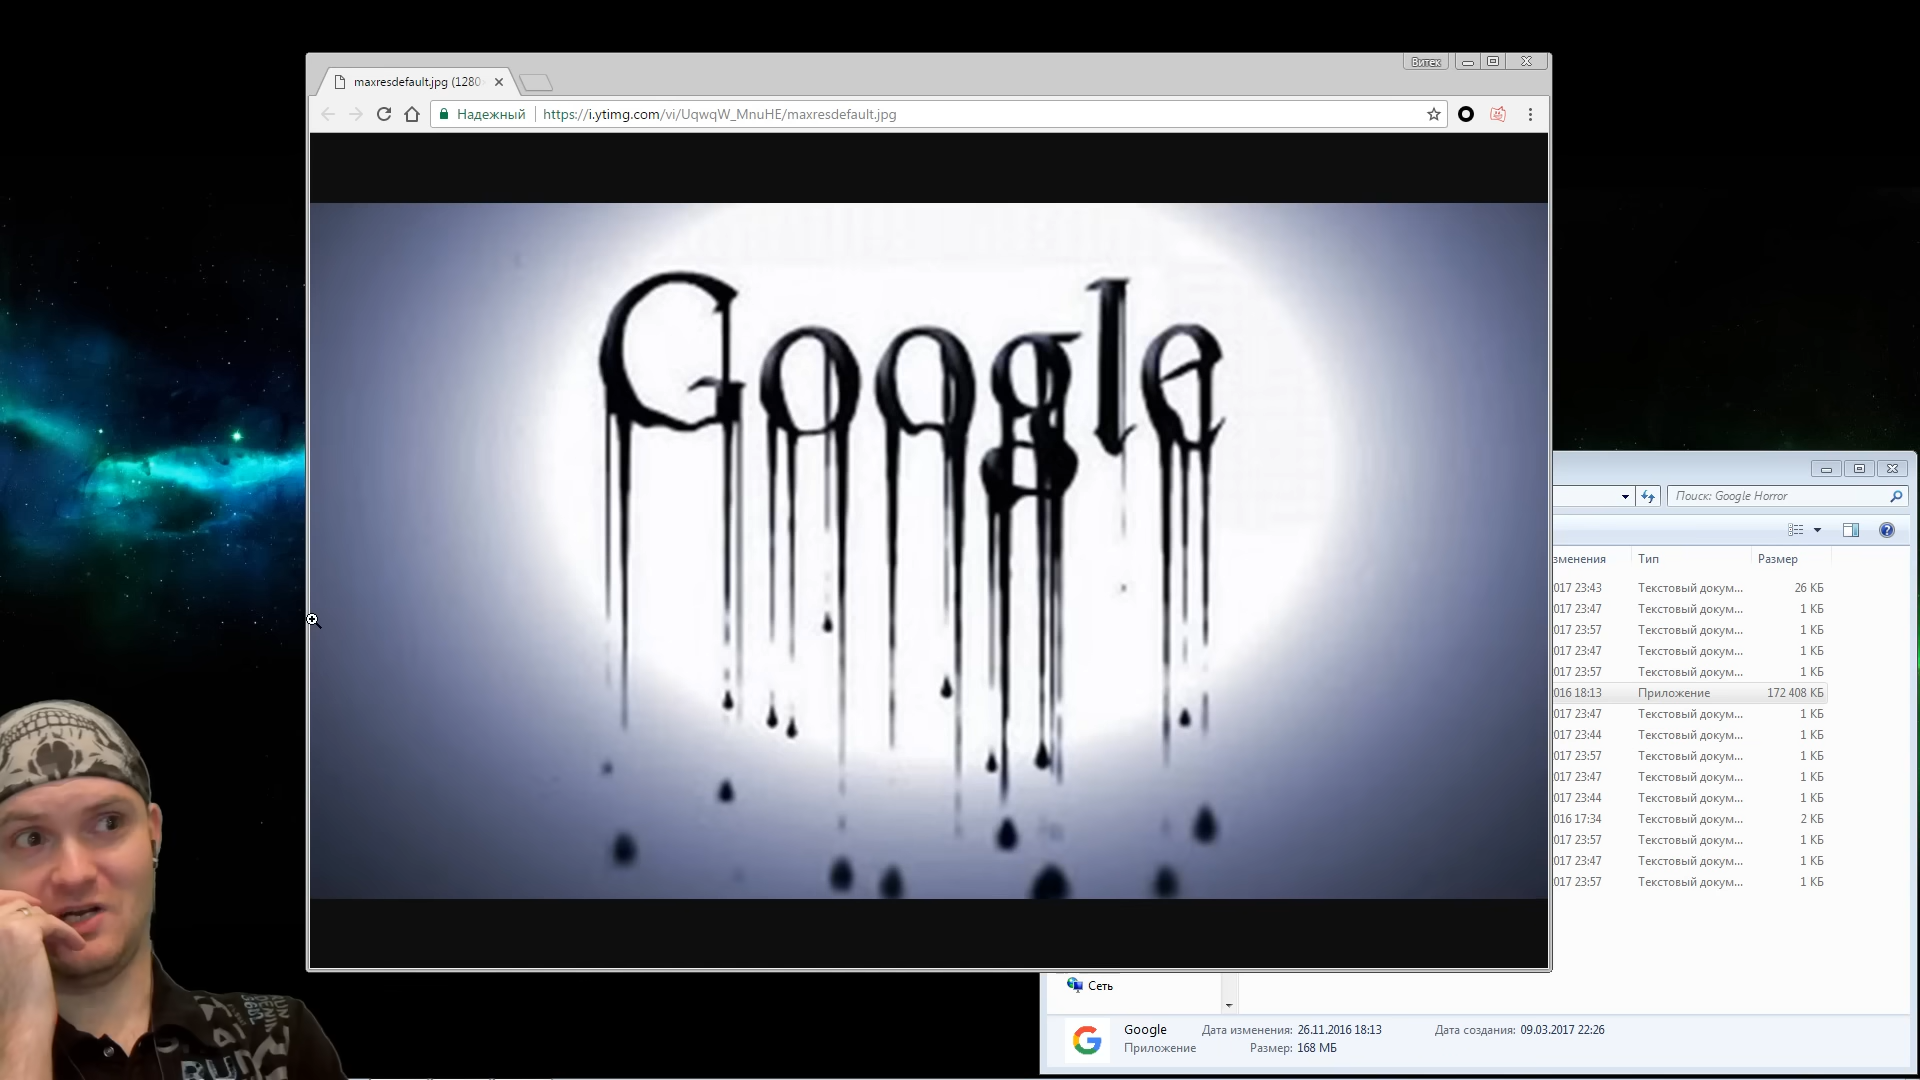 Витек
maxresdefault.jpg (1280
Надежный
https://i.ytimg.com/vi/UqwqW_MnuHE/maxresdefault.jpg
Google
Поиск: Google Horror
зменения Тип Размер
017 23:43 Текстовый докум... 26 КБ
017 23:47 Текстовый докум... 1 КБ
017 23:57 Текстовый докум... 1 КБ
017 23:47 Текстовый докум... 1 КБ
017 23:57 Текстовый докум... 1 КБ
016 18:13 Приложение 172 408 КБ
017 23:47 Текстовый докум... 1 КБ
017 23:44 Текстовый докум... 1 КБ
017 23:57 Текстовый докум... 1 КБ
017 23:47 Текстовый докум... 1 КБ
017 23:44 Текстовый докум... 1 КБ
016 17:34 Текстовый докум... 2 КБ
017 23:57 Текстовый докум... 1 КБ
017 23:47 Текстовый докум... 1 КБ
017 23:57 Текстовый докум... 1 КБ
Сеть
Google Дата изменения: 26.11.2016 18:13 Дата создания: 09.03.2017 22:26
Приложение Размер: 168 МБ